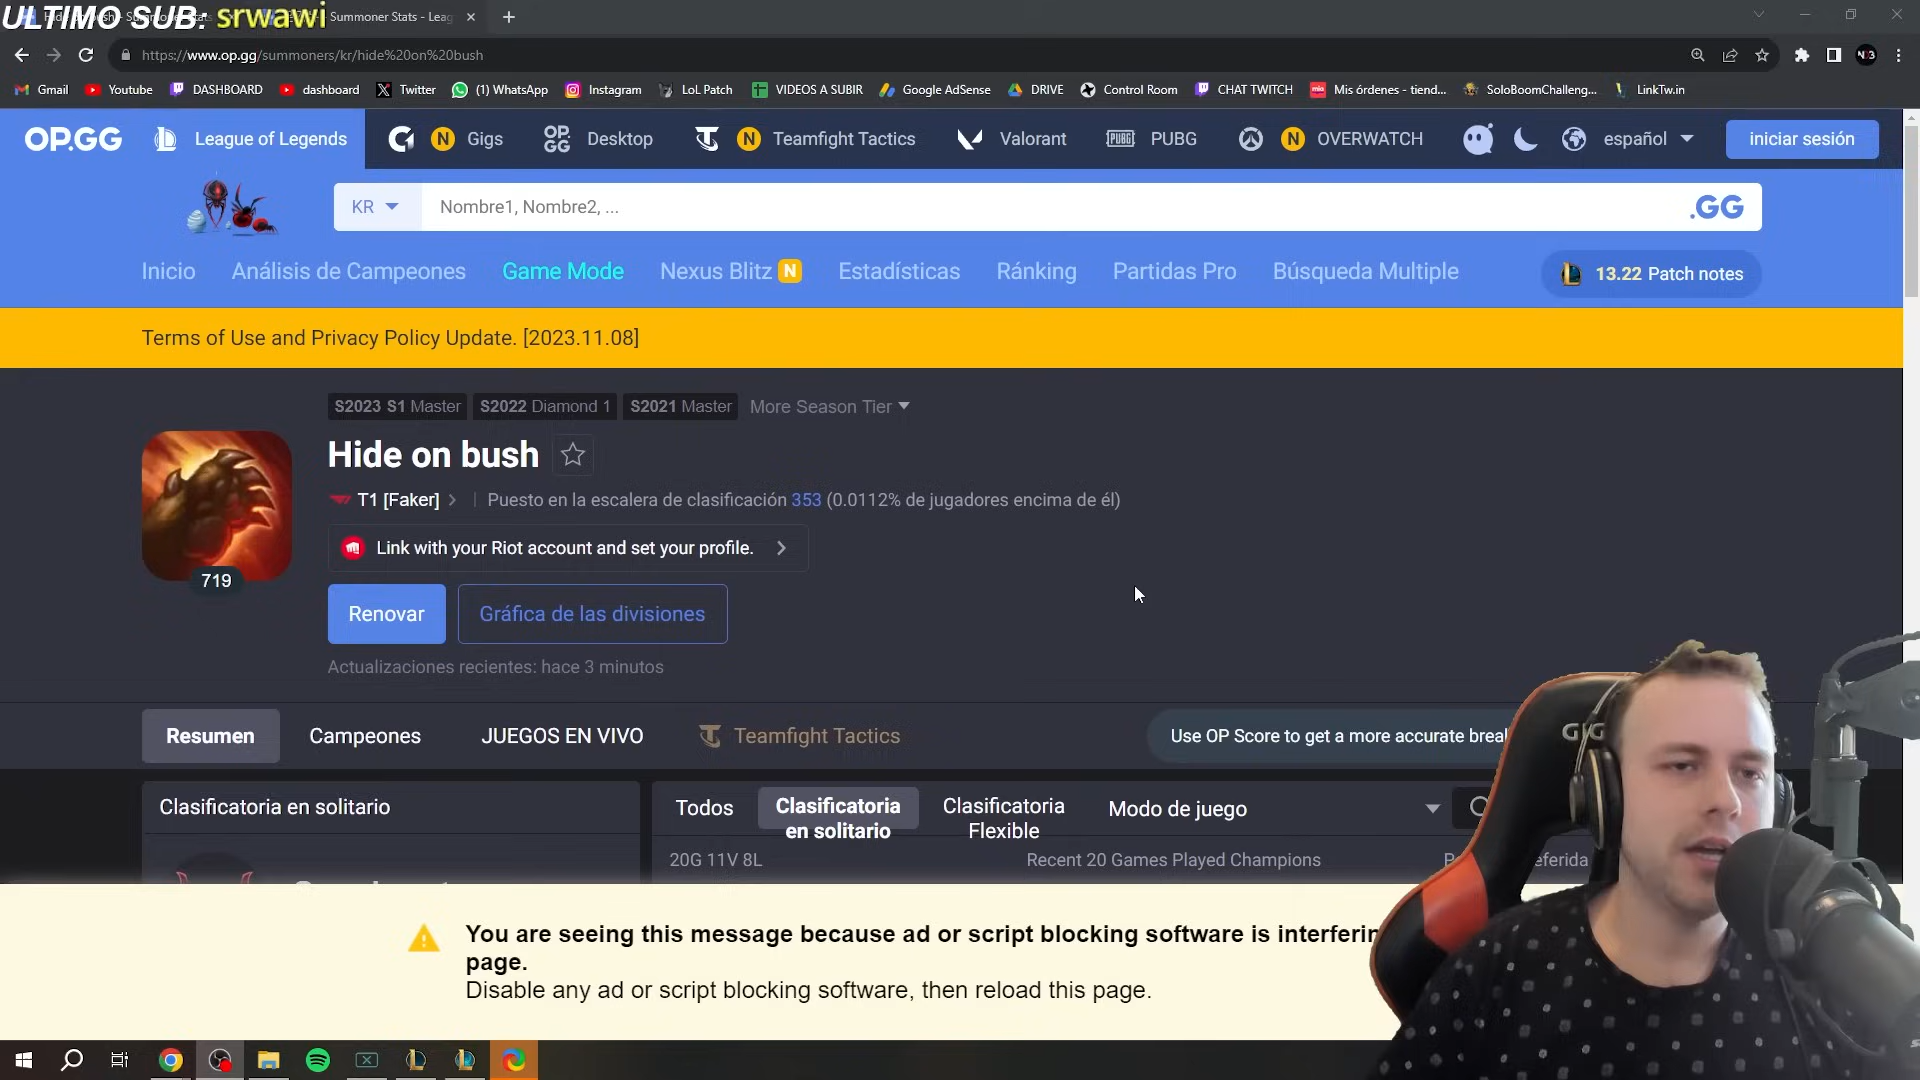 ULTIMO SUB: srwawi
Summoner Stats - Leag
https://www.op.gg/summoners/kr/hide%20on%20bush
Gmail
Youtube
DASHBOARD
dashboard
Twitter
(1) WhatsApp
Instagram
LoL Patch
VIDEOS A SUBIR
Google AdSense
DRIVE
Control Room
CHAT TWITCH
Mis órdenes - tiend...
SoloBoomChalleng...
LinkTw.in
OP.GG
League of Legends
N Gigs
OP.GG Desktop
N Teamfight Tactics
Valorant
PUBG PUBG
N OVERWATCH
español
iniciar sesión
KR
Nombre1, Nombre2, ...
.GG
Inicio
Análisis de Campeones
Game Mode
Nexus Blitz N
Estadísticas
Ránking
Partidas Pro
Búsqueda Multiple
13.22 Patch notes
Terms of Use and Privacy Policy Update. [2023.11.08]
S2023 S1 Master
S2022 Diamond 1
S2021 Master
More Season Tier
Hide on bush
T1 [Faker]
Puesto en la escalera de clasificación 353 (0.0112% de jugadores encima de él)
Link with your Riot account and set your profile.
719
Renovar
Gráfica de las divisiones
Actualizaciones recientes: hace 3 minutos
Resumen
Campeones
JUEGOS EN VIVO
Teamfight Tactics
Use OP Score to get a more accurate brea
Clasificatoria en solitario
Todos
Clasificatoria
en solitario
Clasificatoria
Flexible
Modo de juego
20G 11V 8L
Recent 20 Games Played Champions
You are seeing this message because ad or script blocking software is interferin
page.
Disable any ad or script blocking software, then reload this page.